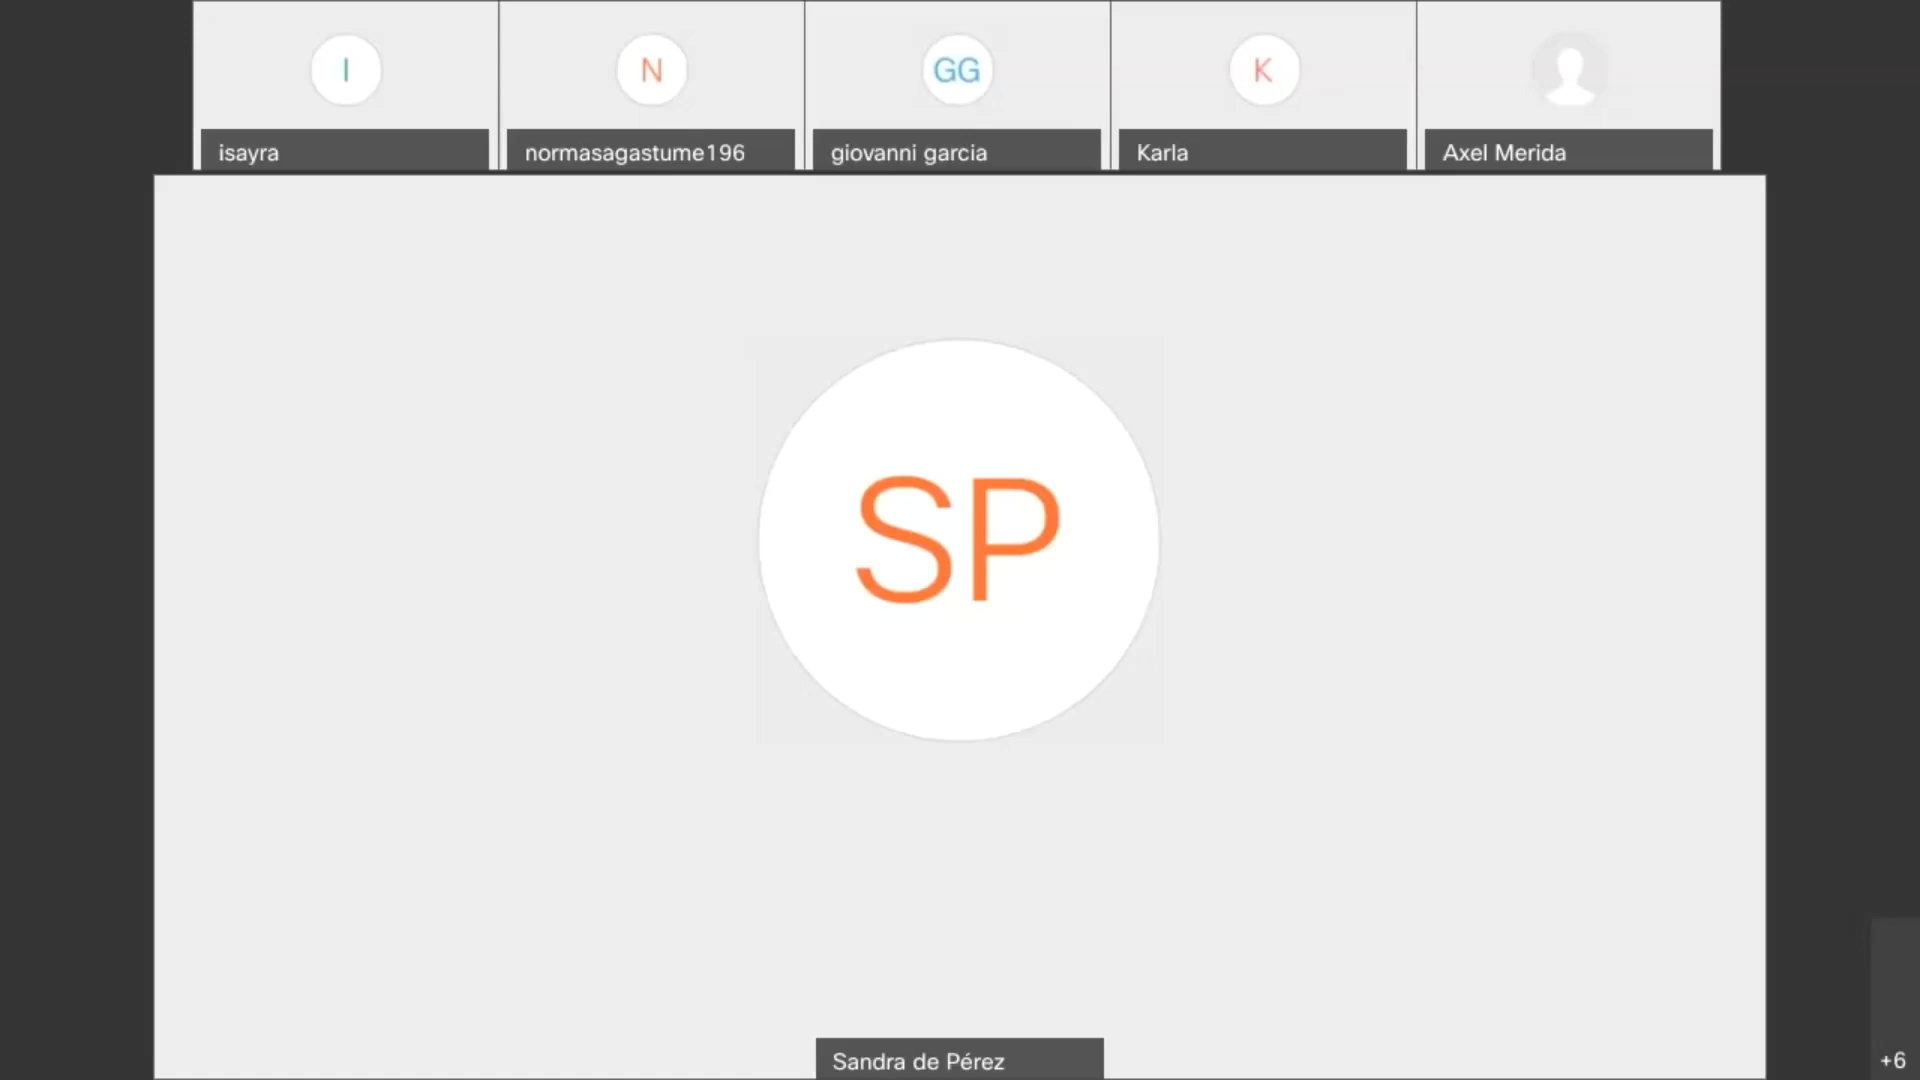 I
N
GG
K
isayra
normasagastume196
giovanni garcia
Karla
Axel Merida
SP
Sandra de Pérez
+6